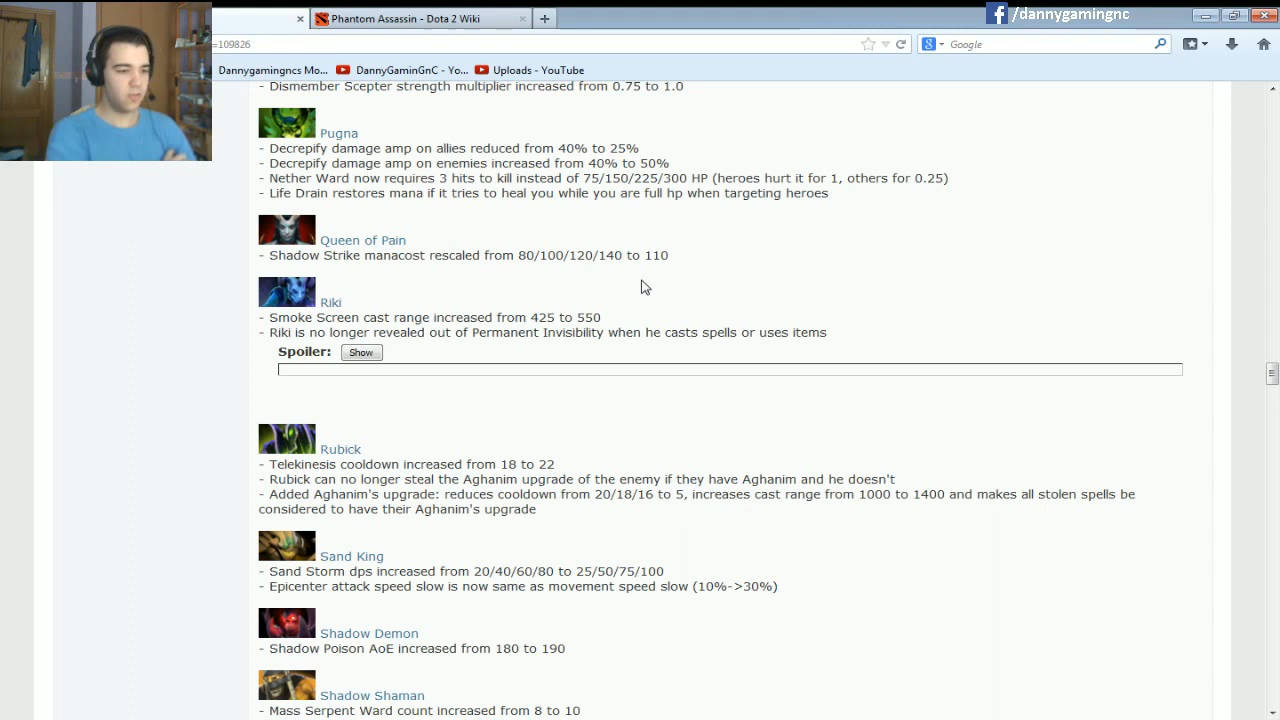 Phantom Assassin - Dota 2 Wiki
/dannygamingnc
=109826
Google
Dannygamingncs Mo...
DannyGaminGnC - Yo...
Uploads - YouTube
- Dismember Scepter strength multiplier increased from 0.75 to 1.0
Pugna
- Decrepify damage amp on allies reduced from 40% to 25%
- Decrepify damage amp on enemies increased from 40% to 50%
- Nether Ward now requires 3 hits to kill instead of 75/150/225/300 HP (heroes hurt it for 1, others for 0.25)
- Life Drain restores mana if it tries to heal you while you are full hp when targeting heroes
Queen of Pain
- Shadow Strike manacost rescaled from 80/100/120/140 to 110
Riki
- Smoke Screen cast range increased from 425 to 550
- Riki is no longer revealed out of Permanent Invisibility when he casts spells or uses items
Spoiler: Show
Rubick
- Telekinesis cooldown increased from 18 to 22
- Rubick can no longer steal the Aghanim upgrade of the enemy if they have Aghanim and he doesn't
- Added Aghanim's upgrade: reduces cooldown from 20/18/16 to 5, increases cast range from 1000 to 1400 and makes all stolen spells be
considered to have their Aghanim's upgrade
Sand King
- Sand Storm dps increased from 20/40/60/80 to 25/50/75/100
- Epicenter attack speed slow is now same as movement speed slow (10%->30%)
Shadow Demon
- Shadow Poison AoE increased from 180 to 190
Shadow Shaman
- Mass Serpent Ward count increased from 8 to 10